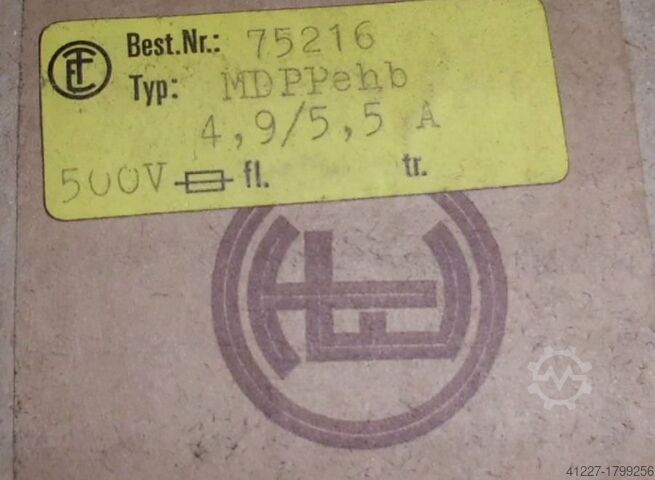 Best.Nr.: 75216
Typ: MDPPehb
4,9/5,5 A
500V fl. tr.
41227-1799256